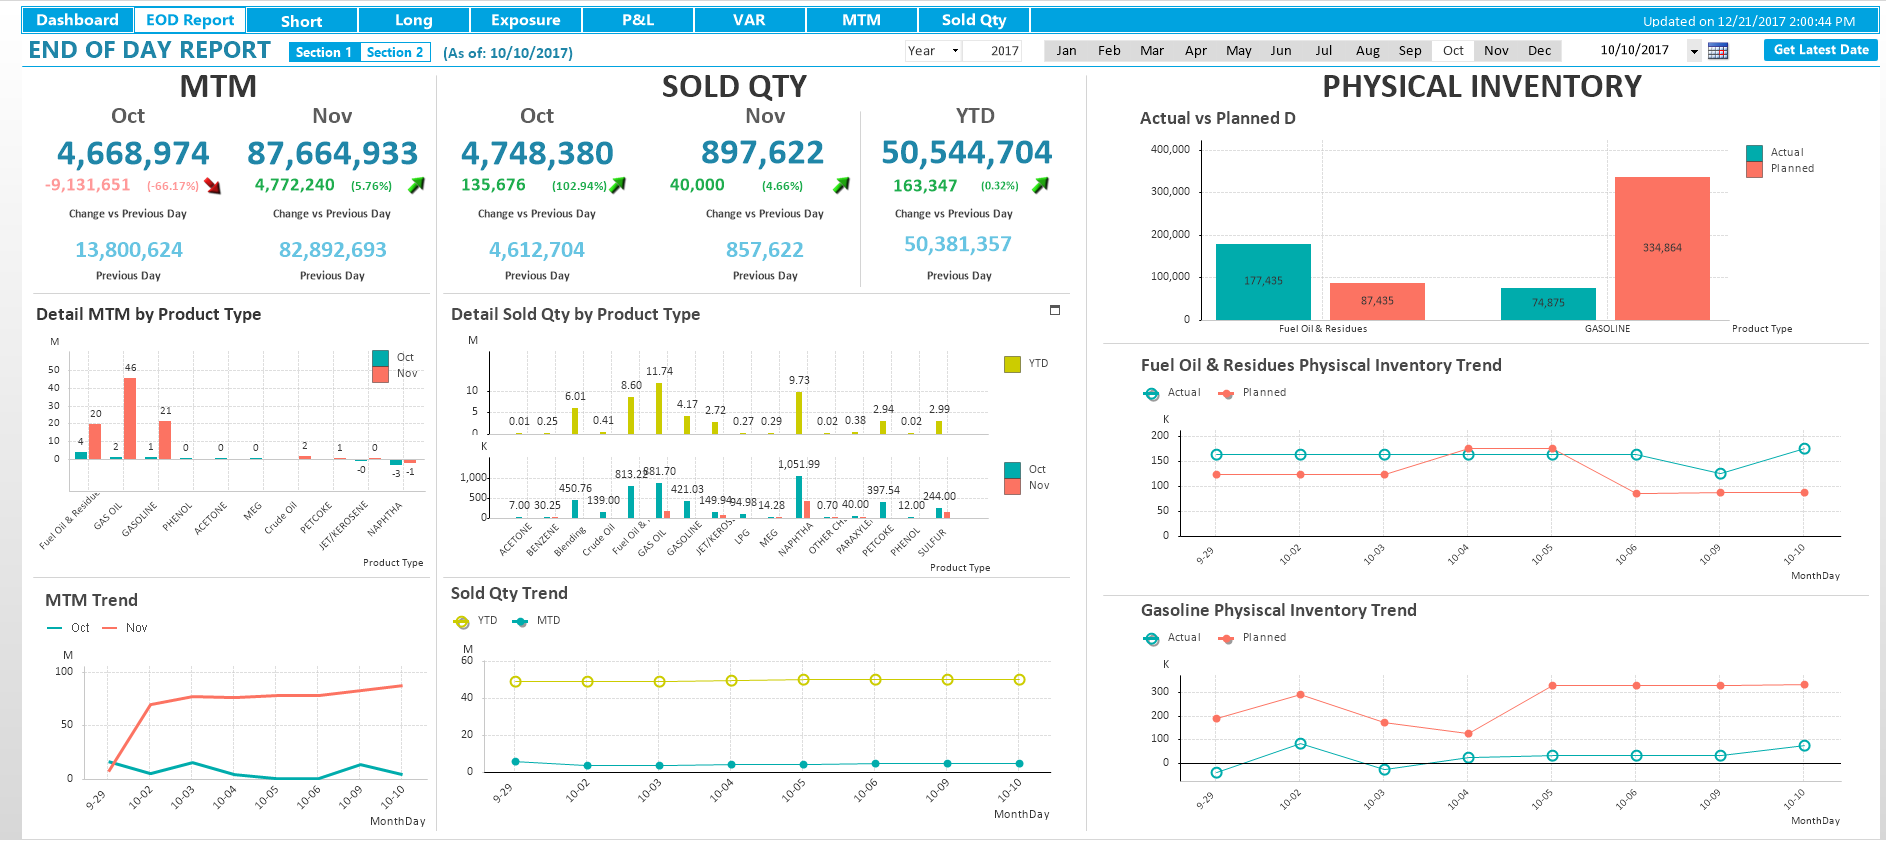 Dashboard EOD Report Short Long Exposure P&L VAR MTM Sold Qty Updated on 12/21/2017 2:00:44 PM
END OF DAY REPORT Section 1 Section 2 (As of: 10/10/2017) Year 2017 Jan Feb Mar Apr May Jun Jul Aug Sep Oct Nov Dec 10/10/2017 Get Latest Date
MTM
Oct Nov
4,668,974 87,664,933
-9,131,651 (-66.17%) 4,772,240 (5.76%)
Change vs Previous Day Change vs Previous Day
13,800,624 82,892,693
Previous Day Previous Day
Detail MTM by Product Type
M
Oct
Nov
50
40
30
20
10
0
4 20 2 46 1 21 0 0 0 2 1 -0 0 -3 -1
Fuel Oil & Residue GAS OIL GASOLINE PHENOL ACETONE MEG Crude Oil PETCOKE JET/KEROSENE NAPHTHA
Product Type
MTM Trend
Oct Nov
M
100
50
0
9-29 10-02 10-03 10-04 10-05 10-06 10-09 10-10
MonthDay
SOLD QTY
Oct Nov YTD
4,748,380 897,622 50,544,704
135,676 (102.94%) 40,000 (4.66%) 163,347 (0.32%)
Change vs Previous Day Change vs Previous Day Change vs Previous Day
4,612,704 857,622 50,381,357
Previous Day Previous Day Previous Day
Detail Sold Qty by Product Type
M
YTD
10
5
0
0.01 0.25 6.01 0.41 8.60 11.74 4.17 2.72 0.27 0.29 9.73 0.02 0.38 2.94 0.02 2.99
K
Oct
Nov
1,000
500
0
7.00 30.25 450.76 139.00 813.22 881.70 421.03 149.94 94.98 14.28 1,051.99 0.70 40.00 397.54 12.00 244.00
ACETONE BENZENE Blending Crude Oil Fuel Oil & GAS OIL GASOLINE JET/KEROS LPG MEG NAPHTHA OTHER CH PARAXYLE PETCOKE PHENOL SULFUR
Product Type
Sold Qty Trend
YTD MTD
M
60
40
20
0
9-29 10-02 10-03 10-04 10-05 10-06 10-09 10-10
MonthDay
PHYSICAL INVENTORY
Actual vs Planned D
Actual
Planned
400,000
300,000
200,000
100,000
0
177,435 87,435 74,875 334,864
Fuel Oil & Residues GASOLINE Product Type
Fuel Oil & Residues Physiscal Inventory Trend
Actual Planned
K
200
150
100
50
0
9-29 10-02 10-03 10-04 10-05 10-06 10-09 10-10
MonthDay
Gasoline Physiscal Inventory Trend
Actual Planned
K
300
200
100
0
9-29 10-02 10-03 10-04 10-05 10-06 10-09 10-10
MonthDay